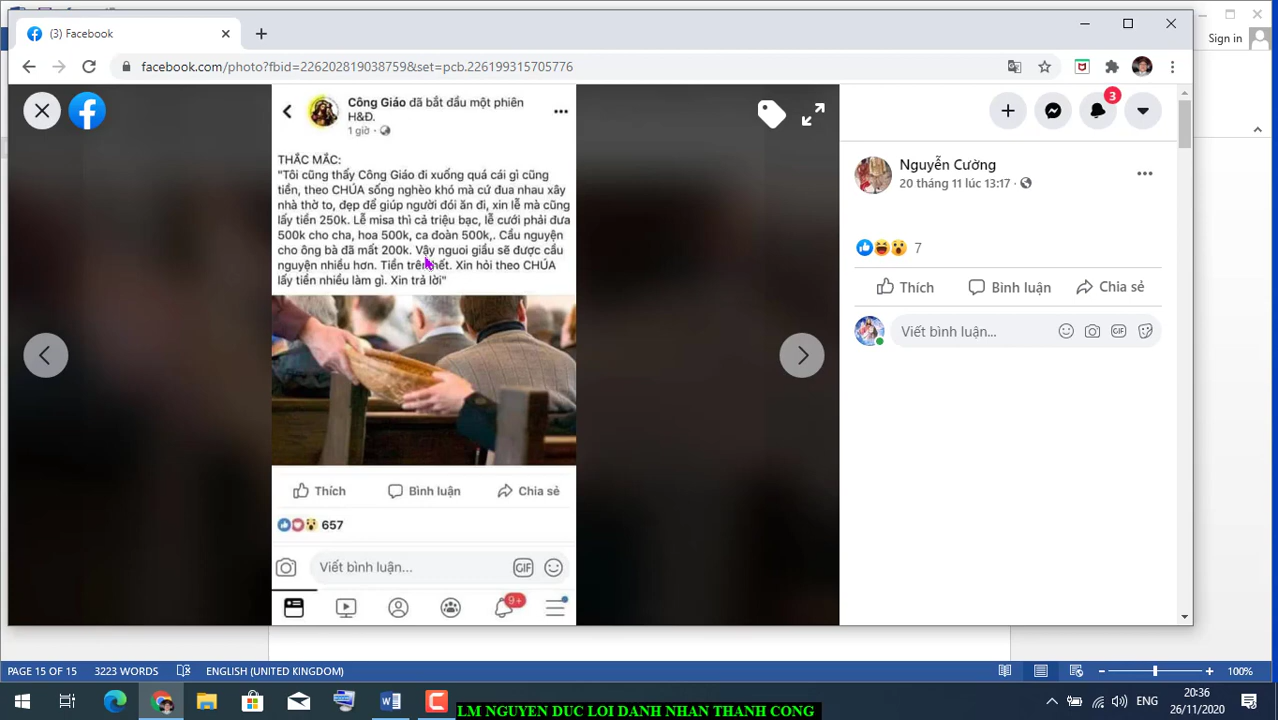 Sign in
(3) Facebook
facebook.com/photo?fbid=226202819038759&set=pcb.226199315705776
Công Giáo đã bắt đầu một phiên
H&Đ.
1 giờ
THẮC MẮC:
"Tôi cũng thấy Công Giáo đi xuống quá cái gì cũng
tiền, theo CHÚA sống nghèo khó mà cứ đua nhau xây
nhà thờ to, đẹp để giúp người đói ăn đi, xin lễ mà cũng
lấy tiền 250k. Lễ misa thì cả triệu bạc, lễ cưới phải đưa
500k cho cha, hoa 500k, ca đoàn 500k,. Cầu nguyện
cho ông bà đã mất 200k. Vậy nguoi giầu sẽ được cầu
nguyện nhiều hơn. Tiền trên hết. Xin hỏi theo CHÚA
lấy tiền nhiều làm gì. Xin trả lời"
Thích
Bình luận
Chia sẻ
657
Viết bình luận...
GIF
9+
3
Nguyễn Cường
20 tháng 11 lúc 13:17
7
Thích
Bình luận
Chia sẻ
Viết bình luận...
GIF
PAGE 15 OF 15
3223 WORDS
ENGLISH (UNITED KINGDOM)
100%
ENG
20:36
26/11/2020
LM NGUYEN DUC LOI DANH NHAN THANH CONG